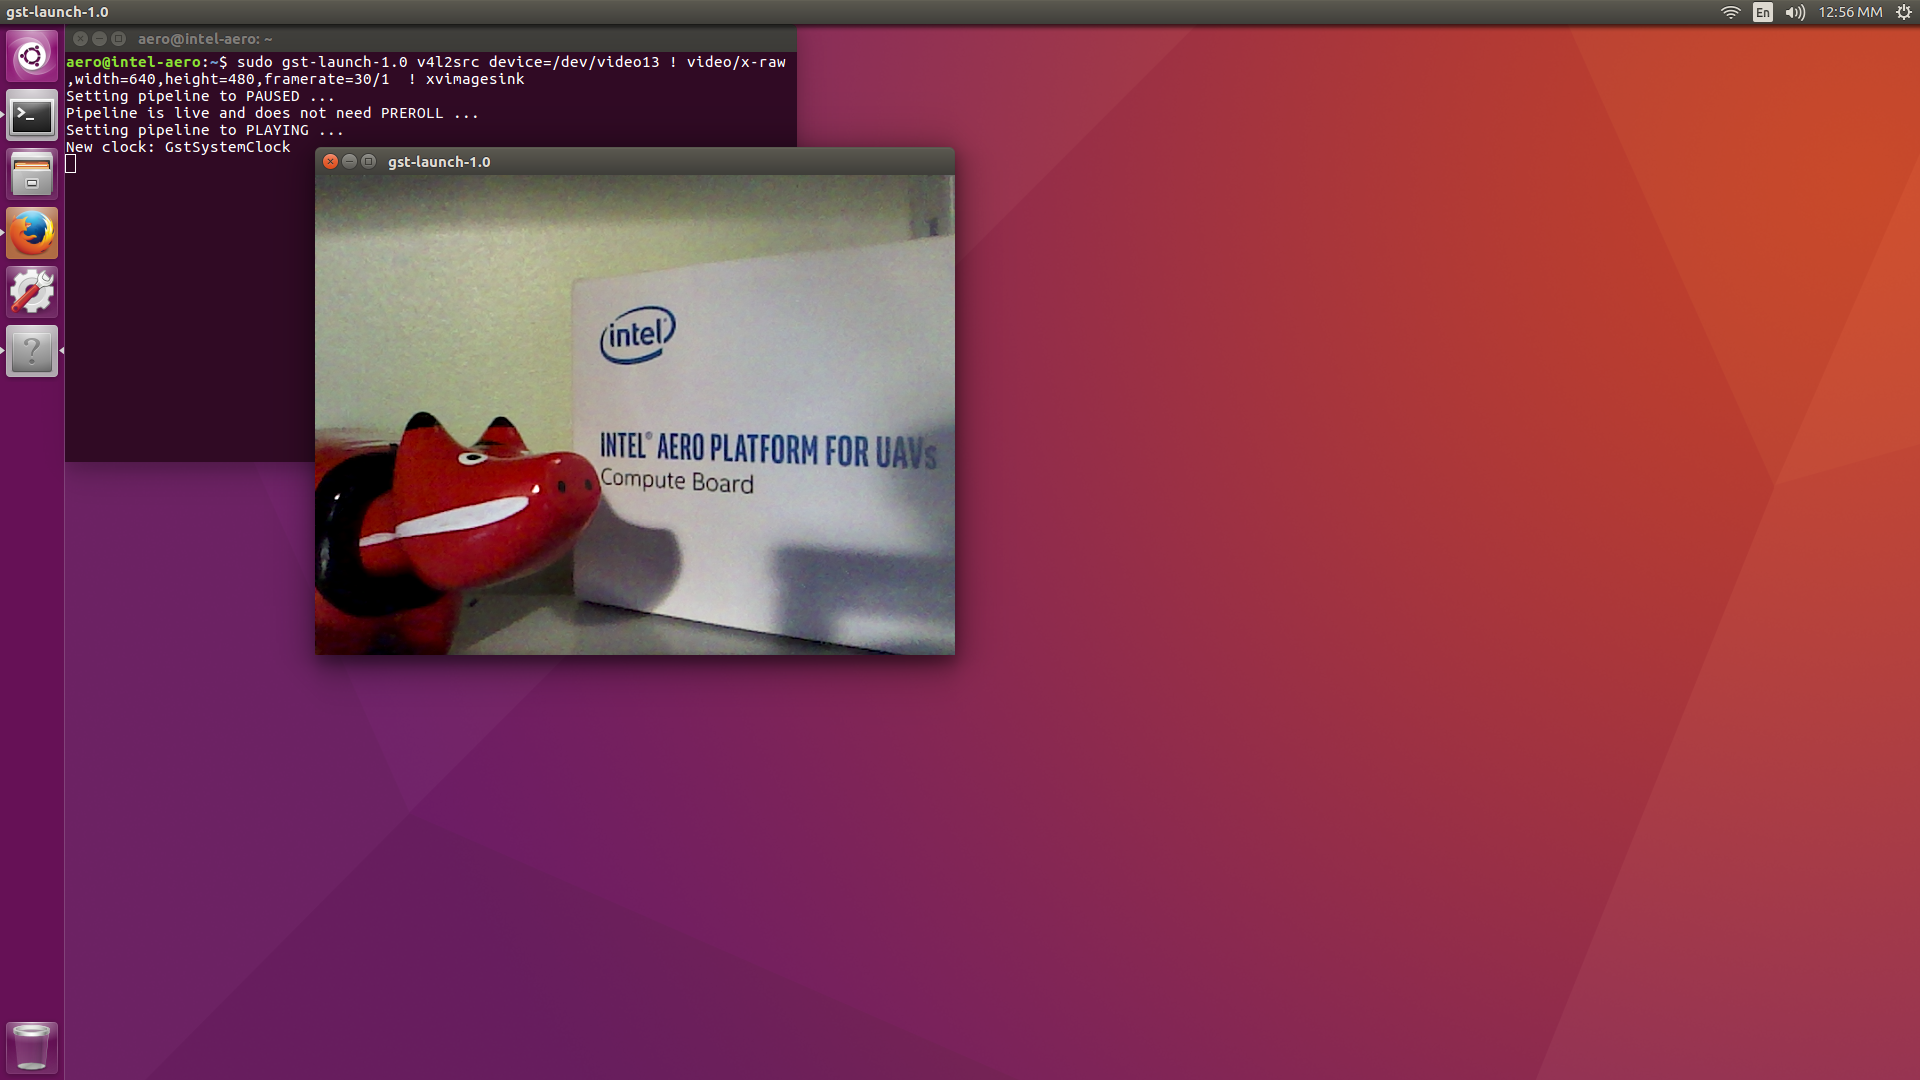 gst-launch-1.0
En
12:56 MM
aero@intel-aero: ~
aero@intel-aero:~$ sudo gst-launch-1.0 v4l2src device=/dev/video13 ! video/x-raw
,width=640,height=480,framerate=30/1  ! xvimagesink
Setting pipeline to PAUSED ...
Pipeline is live and does not need PREROLL ...
Setting pipeline to PLAYING ...
New clock: GstSystemClock
gst-launch-1.0
intel
INTEL® AERO PLATFORM FOR UAVs
Compute Board